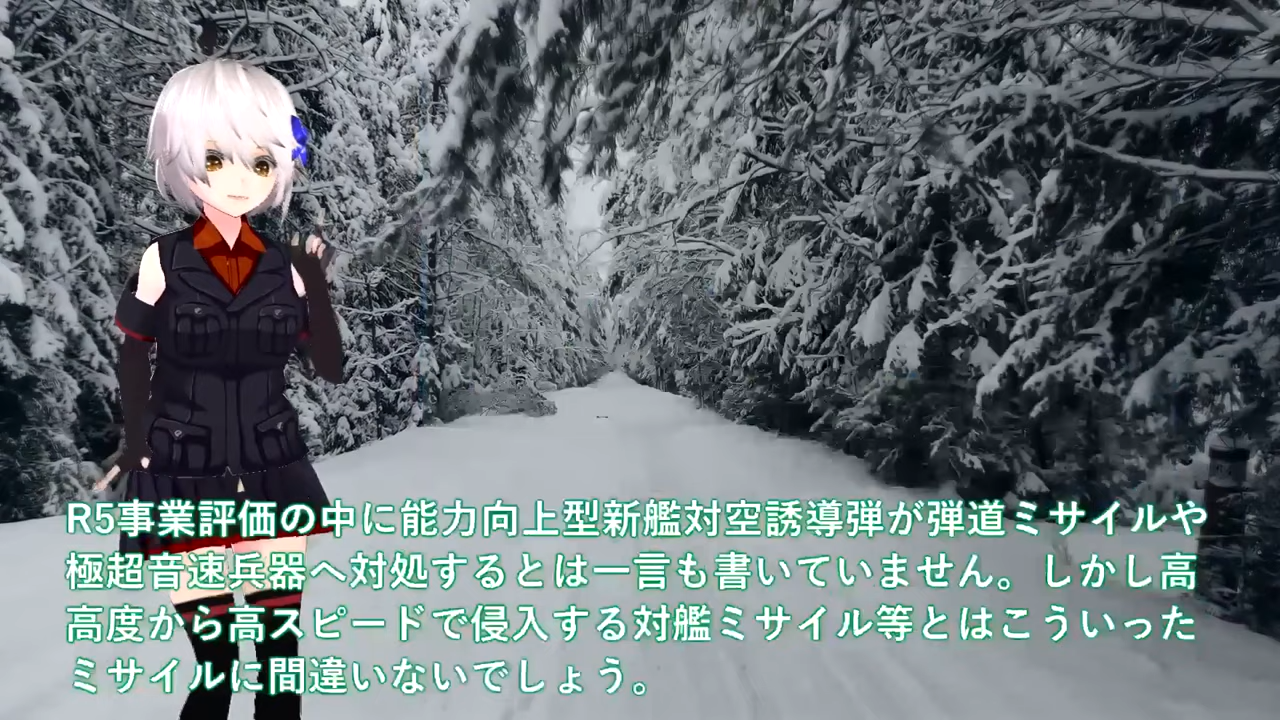 R5事業評価の中に能力向上型新艦対空誘導弾が弾道ミサイルや
極超音速兵器へ対処するとは一言も書いていません。しかし高
高度から高スピードで侵入する対艦ミサイル等とはこういった
ミサイルに間違いないでしょう。